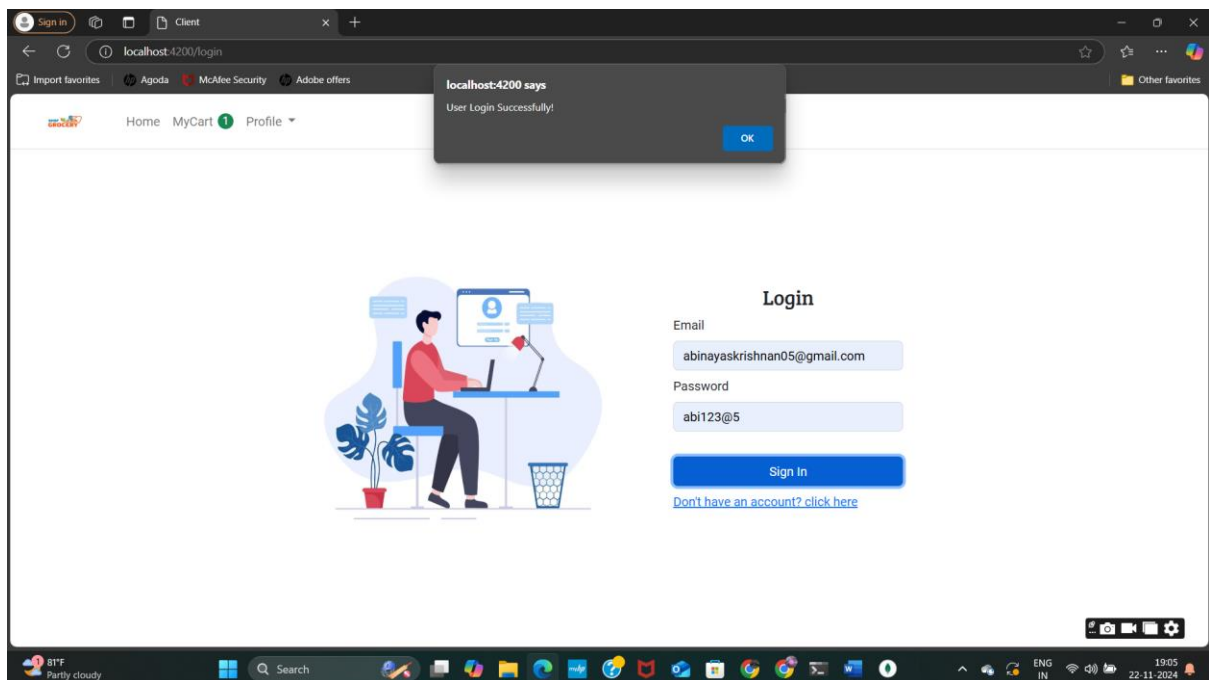 Sign in
Client
localhost:4200/login
Import favorites Agoda McAfee Security Adobe offers Other favorites
localhost:4200 says
User Login Successfully!
OK
GROCERY
Home MyCart 1 Profile
Login
Email
abinayaskrishnan05@gmail.com
Password
abi123@5
Sign In
Don't have an account? click here
81°F
Partly cloudy
Search
ENG
IN
19:05
22-11-2024